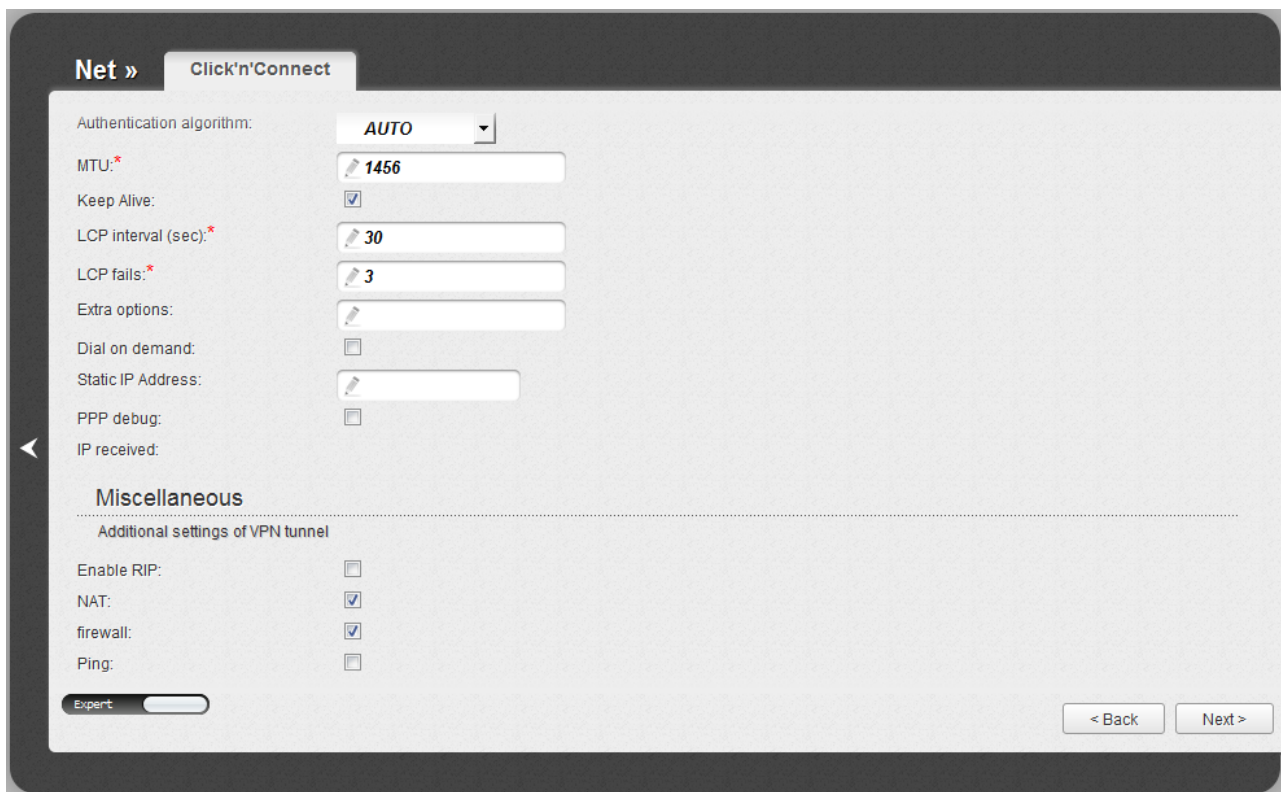 Net »
Click'n'Connect
Authentication algorithm: AUTO
MTU:* 1456
Keep Alive:
LCP interval (sec):* 30
LCP fails:* 3
Extra options:
Dial on demand:
Static IP Address:
PPP debug:
IP received:
Miscellaneous
Additional settings of VPN tunnel
Enable RIP:
NAT:
firewall:
Ping:
Expert
< Back Next >